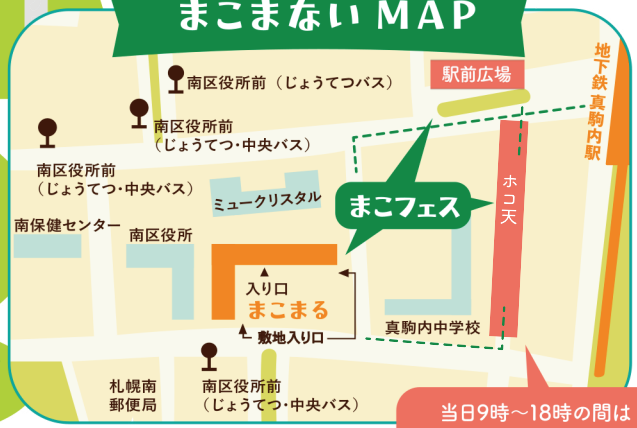 まこまないMAP
駅前広場
地下鉄 真駒内駅
南区役所前（じょうてつバス）
南区役所前
（じょうてつ・中央バス）
南区役所前
（じょうてつ・中央バス）
ミュークリスタル
まこフェス
ホコ天
南保健センター
南区役所
入り口
まこまる
敷地入り口
真駒内中学校
札幌南
郵便局
南区役所前
（じょうてつ・中央バス）
当日9時～18時の間は